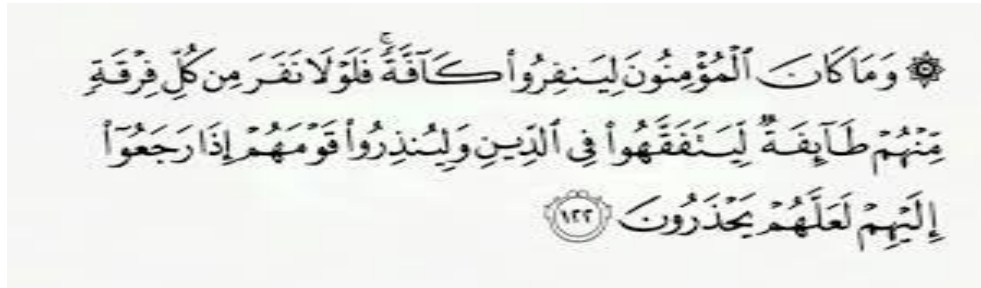 ۞ وَمَا كَانَ ٱلْمُؤْمِنُونَ لِيَنفِرُوا۟ كَآفَّةًۚ فَلَوْلَا نَفَرَ مِن كُلِّ فِرْقَةٍ
مِّنْهُمْ طَآئِفَةٌ لِّيَتَفَقَّهُوا۟ فِى ٱلدِّينِ وَلِيُنذِرُوا۟ قَوْمَهُمْ إِذَا رَجَعُوٓا۟
إِلَيْهِمْ لَعَلَّهُمْ يَحْذَرُونَ ١٢٢